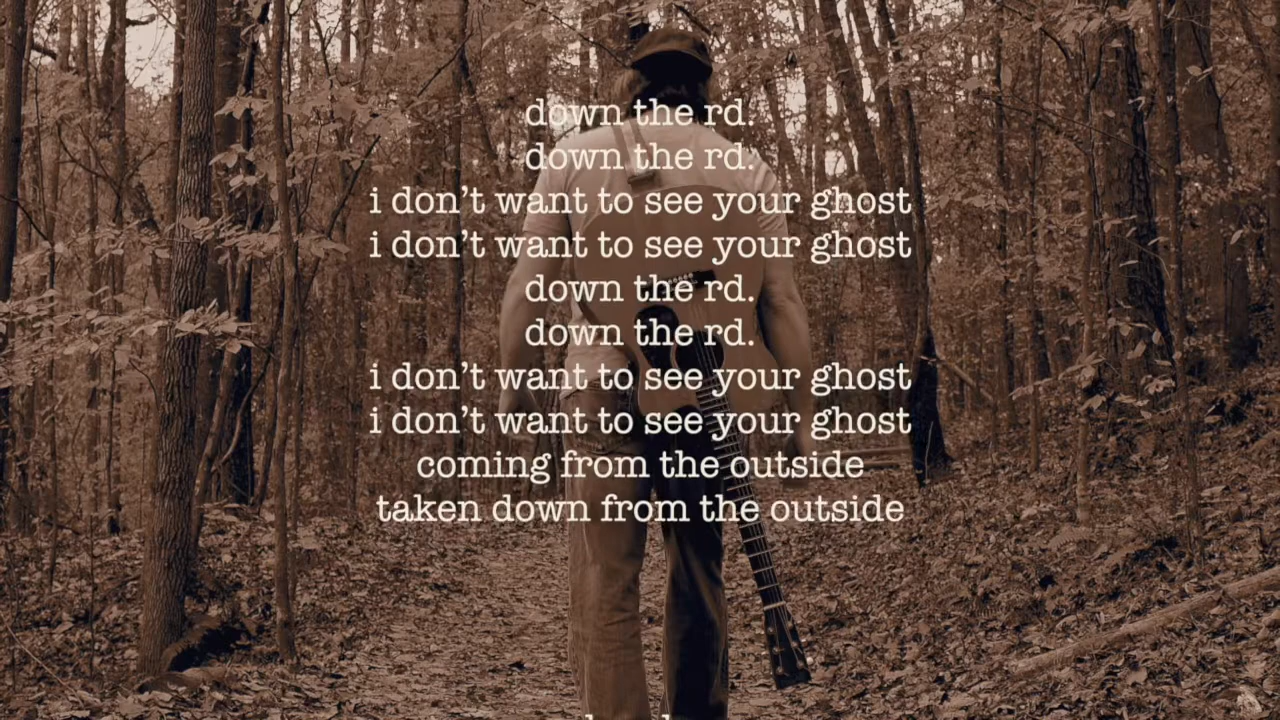 down the rd.
down the rd.
i don’t want to see your ghost
i don’t want to see your ghost
down the rd.
down the rd.
i don’t want to see your ghost
i don’t want to see your ghost
coming from the outside
taken down from the outside